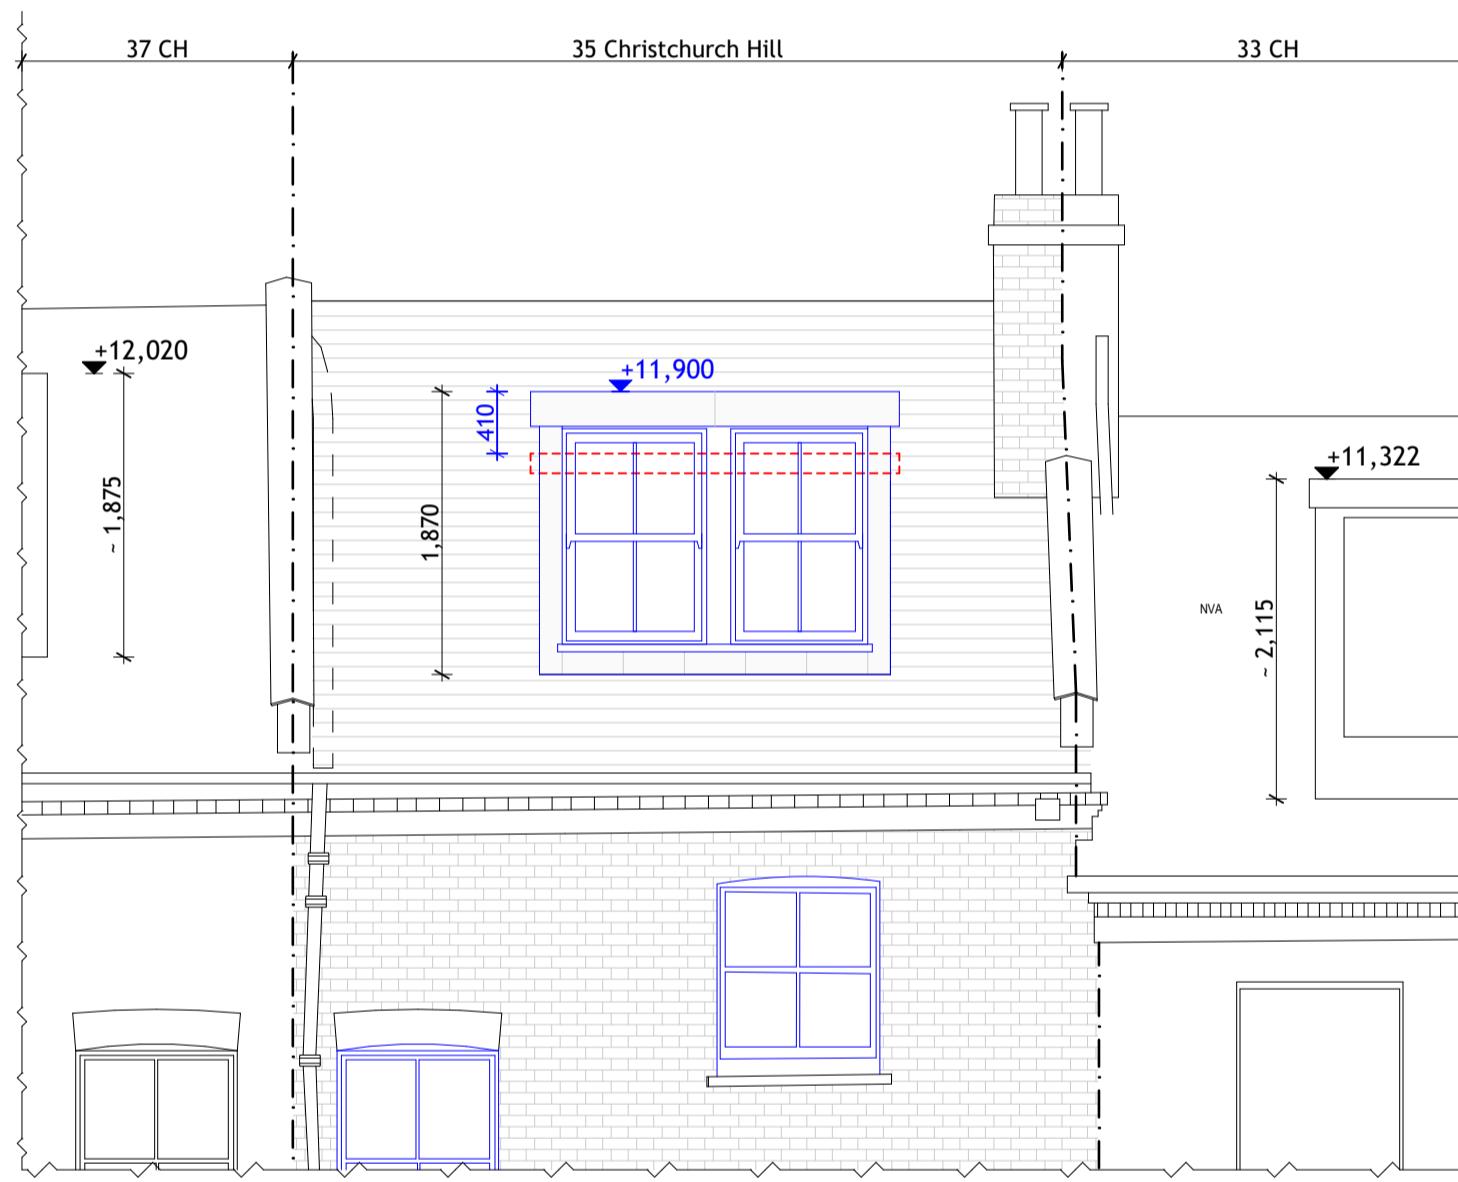 37 CH
35 Christchurch Hill
33 CH
+12,020
+11,900
410
+11,322
~ 1,875
1,870
NVA
~ 2,115